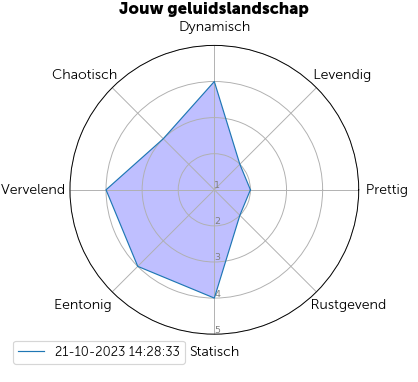 Jouw geluidslandschap
Dynamisch
Chaotisch
Levendig
Vervelend
Prettig
1
2
3
4
5
Eentonig
Rustgevend
21-10-2023 14:28:33
Statisch